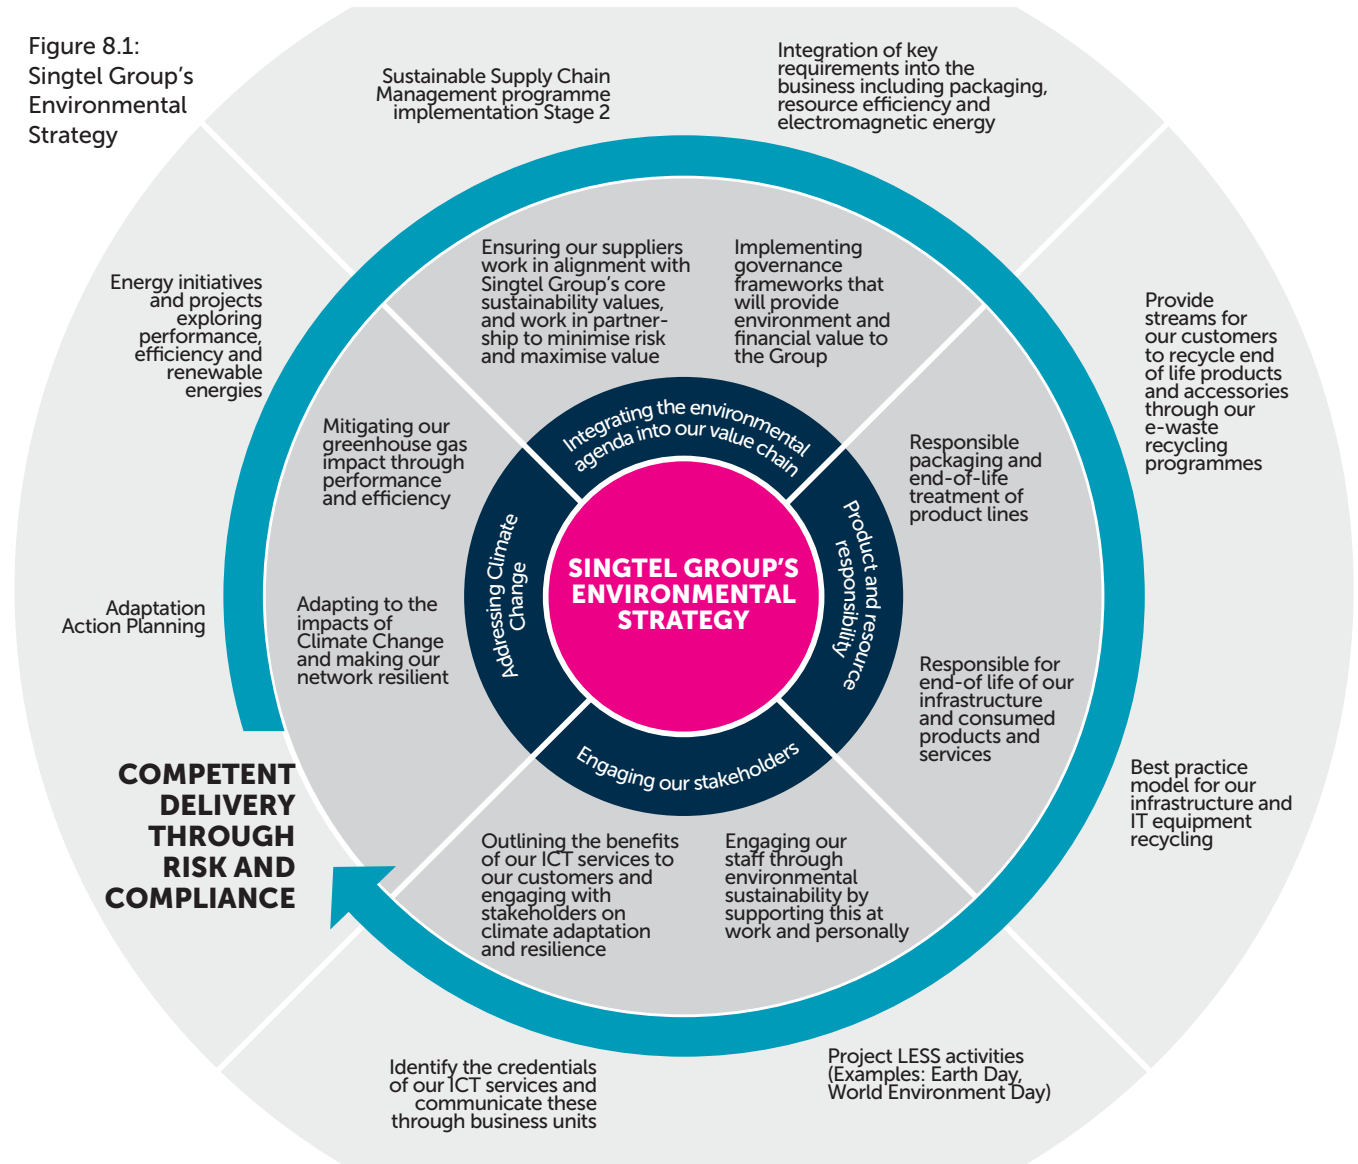 Figure 8.1:
Singtel Group's
Environmental
Strategy
Sustainable Supply Chain
Management programme
implementation Stage 2
Integration of key
requirements into the
business including packaging,
resource efficiency and
electromagnetic energy
Ensuring our suppliers
work in alignment with
Singtel Group's core
sustainability values,
and work in partner-
ship to minimise risk
and maximise value
Implementing
governance
frameworks that
will provide
environment and
financial value to
the Group
Energy initiatives
and projects
exploring
performance,
efficiency and
renewable
energies
Provide
streams for
our customers
to recycle end
of life products
and accessories
through our
e-waste
recycling
programmes
Mitigating our
greenhouse gas
impact through
performance
and efficiency
Integrating the environmental
agenda into our value chain
Responsible
packaging and
end-of-life
treatment of
product lines
Addressing Climate
Change
SINGTEL GROUP'S
ENVIRONMENTAL
STRATEGY
Product and resource
responsibility
Adaptation
Action Planning
Adapting to the
impacts of
Climate Change
and making our
network resilient
Responsible for
end-of life of our
infrastructure
and consumed
products and
services
Engaging our stakeholders
COMPETENT
DELIVERY
THROUGH
RISK AND
COMPLIANCE
Best practice
model for our
infrastructure and
IT equipment
recycling
Outlining the benefits
of our ICT services to
our customers and
engaging with
stakeholders on
climate adaptation
and resilience
Engaging our
staff through
environmental
sustainability by
supporting this at
work and personally
Identify the credentials
of our ICT services and
communicate these
through business units
Project LESS activities
(Examples: Earth Day,
World Environment Day)